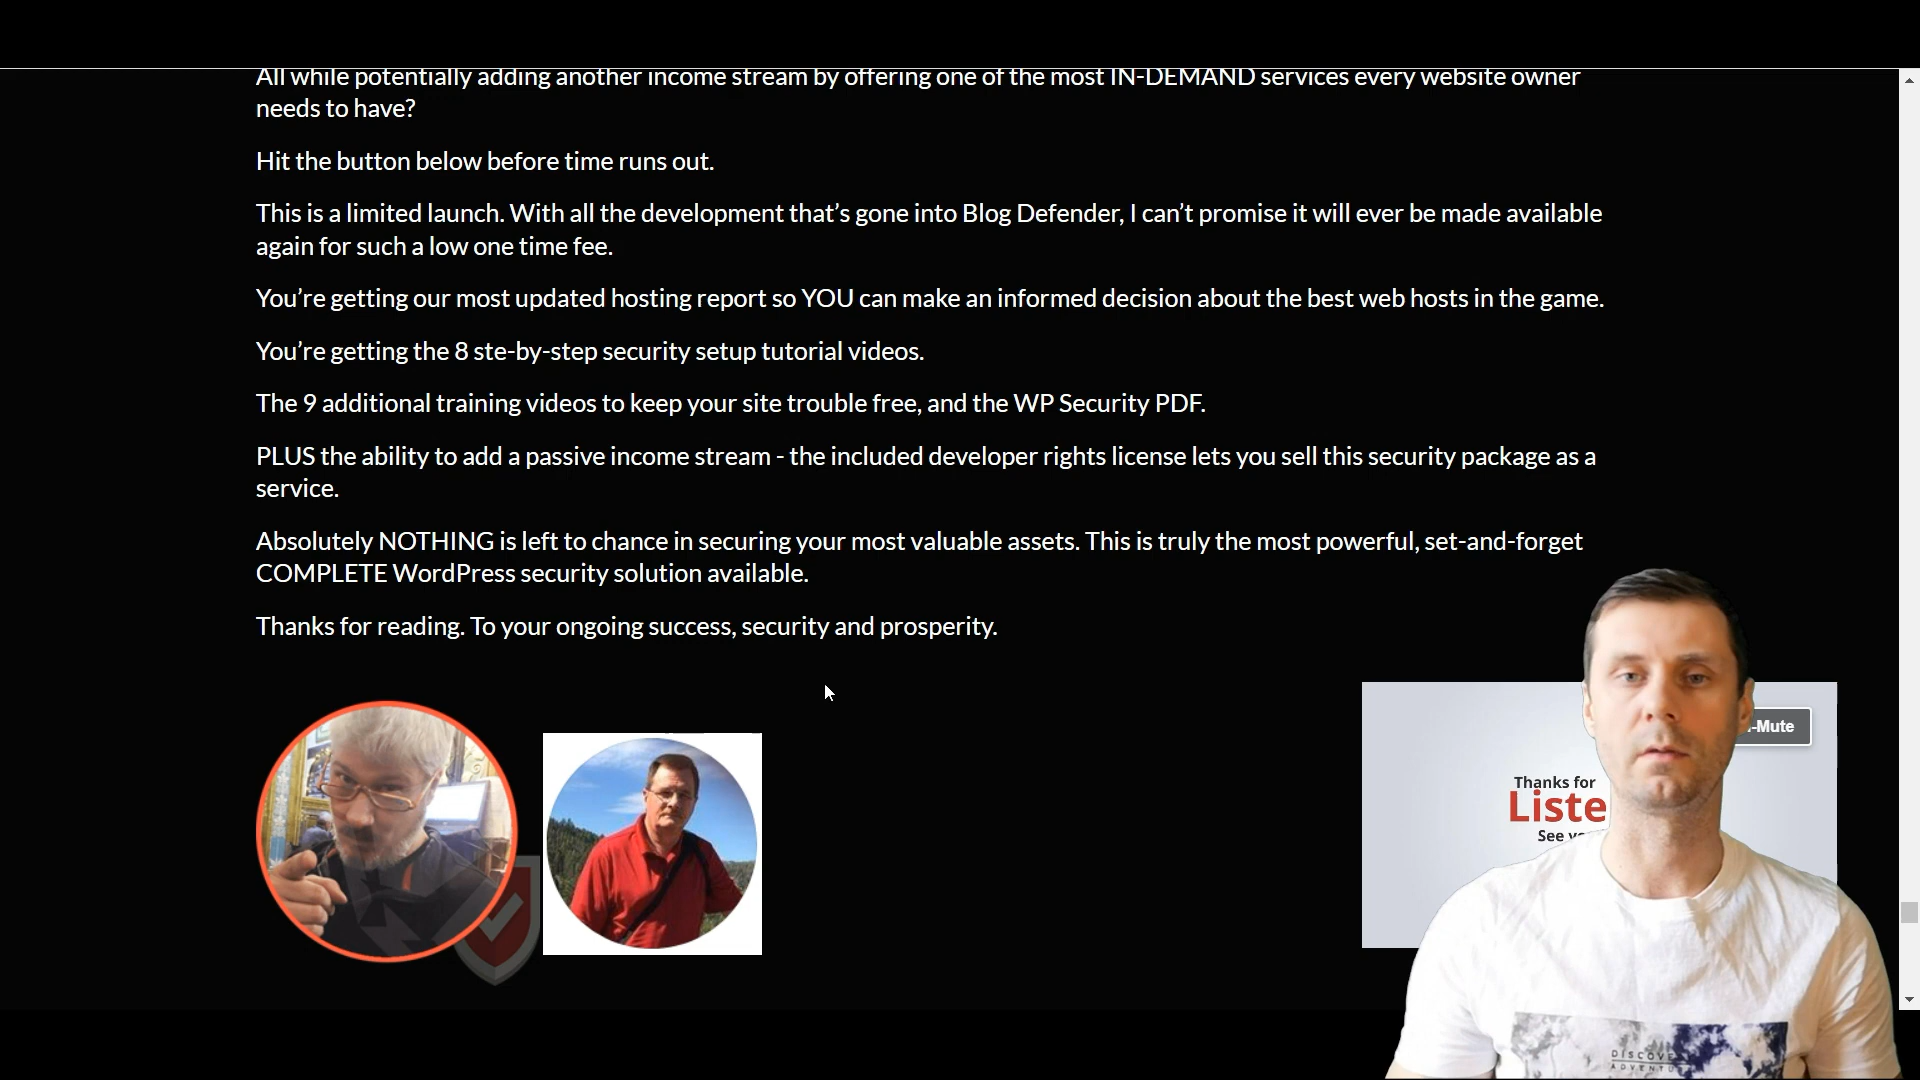 All while potentially adding another income stream by offering one of the most IN-DEMAND services every website owner
needs to have?
Hit the button below before time runs out.
This is a limited launch. With all the development that’s gone into Blog Defender, I can’t promise it will ever be made available
again for such a low one time fee.
You’re getting our most updated hosting report so YOU can make an informed decision about the best web hosts in the game.
You’re getting the 8 ste-by-step security setup tutorial videos.
The 9 additional training videos to keep your site trouble free, and the WP Security PDF.
PLUS the ability to add a passive income stream - the included developer rights license lets you sell this security package as a
service.
Absolutely NOTHING is left to chance in securing your most valuable assets. This is truly the most powerful, set-and-forget
COMPLETE WordPress security solution available.
Thanks for reading. To your ongoing success, security and prosperity.
-Mute
Thanks for
Liste
See
DISCOVE
ADVENTU